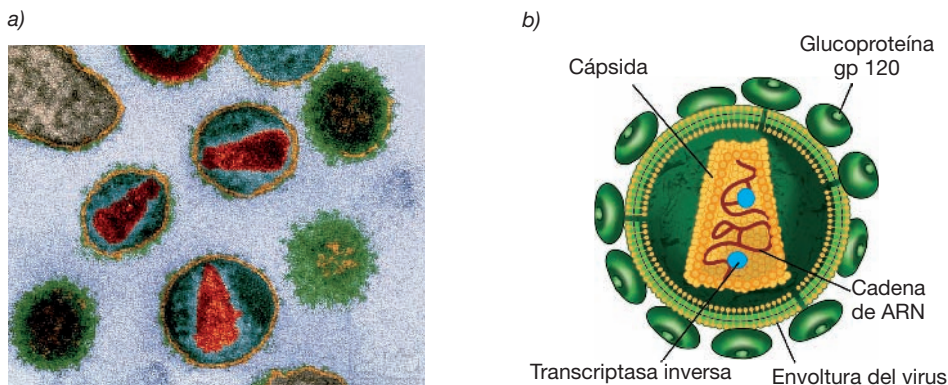 a)
b)
Glucoproteína
gp 120
Cápsida
Cadena
de ARN
Transcriptasa inversa
Envoltura del virus